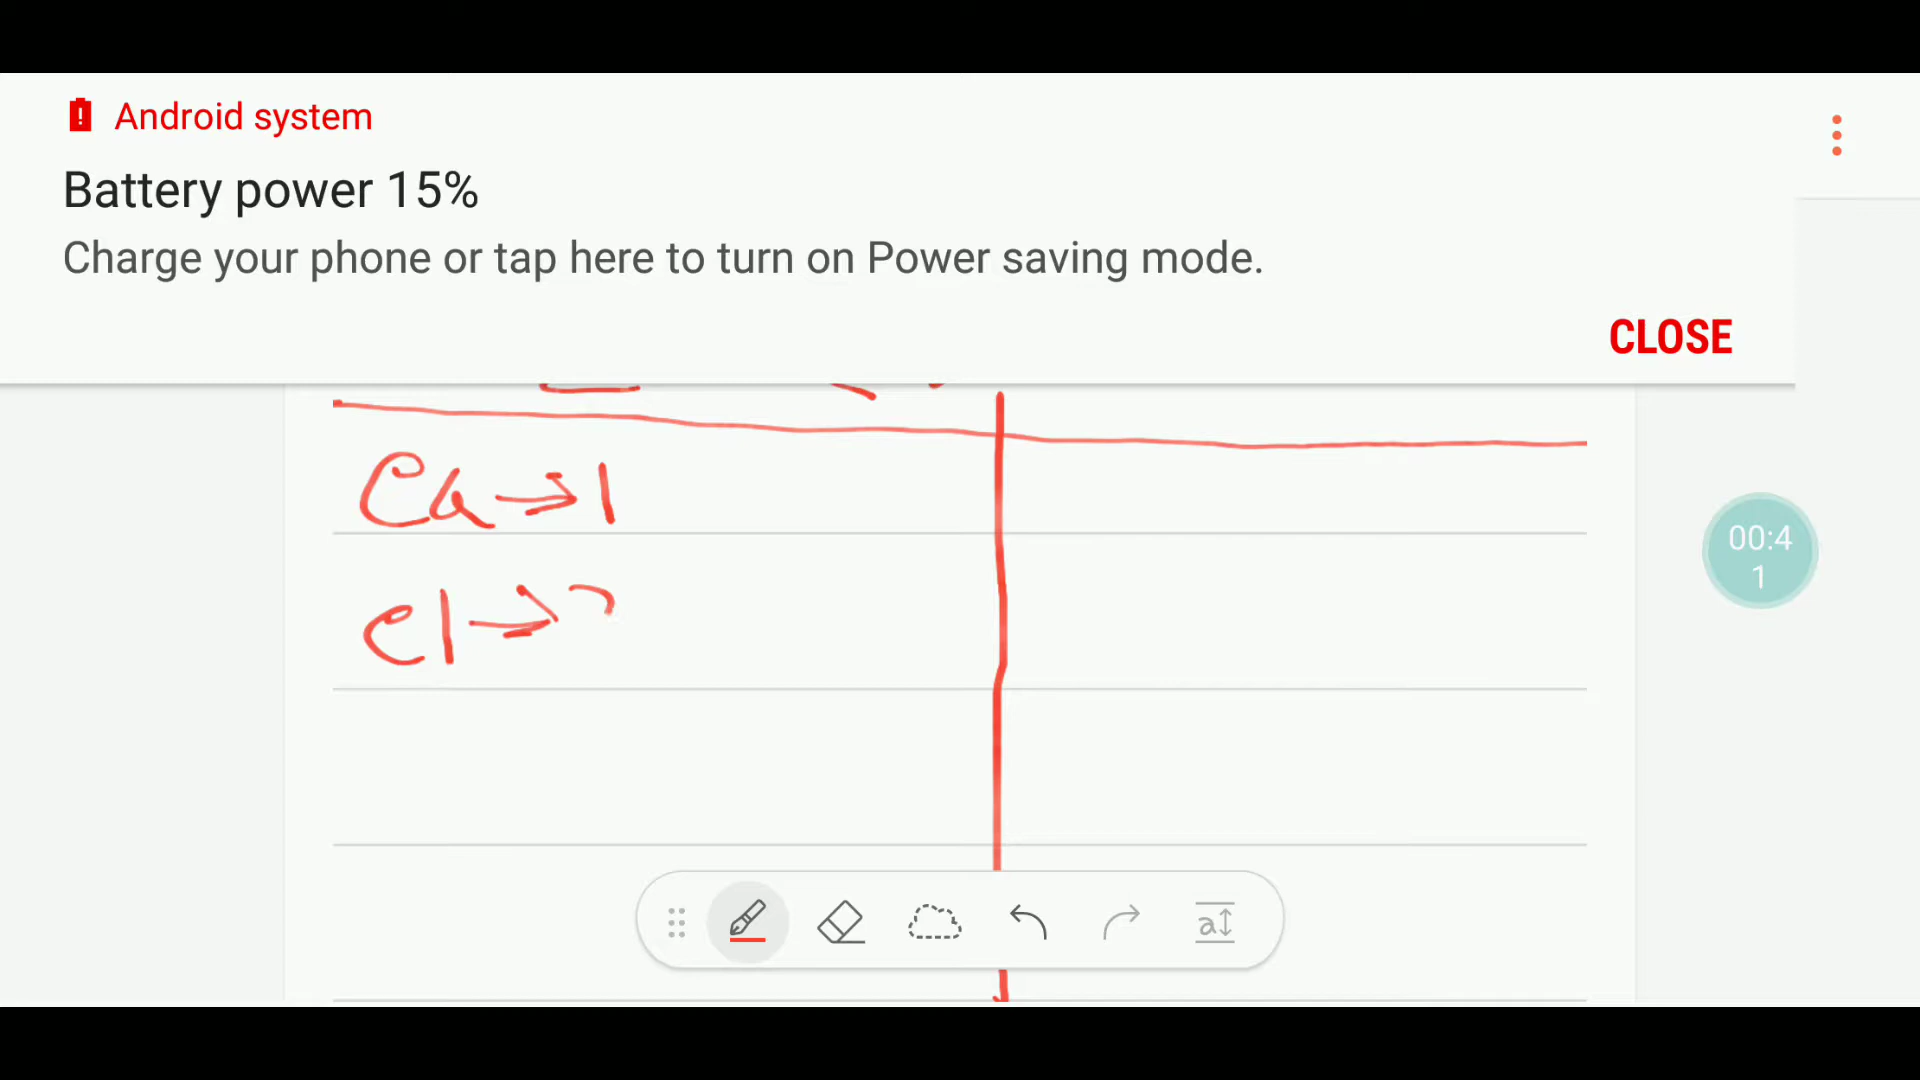 Android system
Battery power 15%
Charge your phone or tap here to turn on Power saving mode.
CLOSE
Ca → 1
00:4
1
Cl →
a